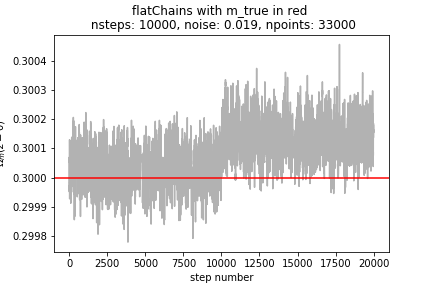 flatChains with m_true in red
nsteps: 10000, noise: 0.019, npoints: 33000
0.3004
0.3003
0.3002
0.3001
0.3000
0.2999
0.2998
0 2500 5000 7500 10000 12500 15000 17500 20000
step number